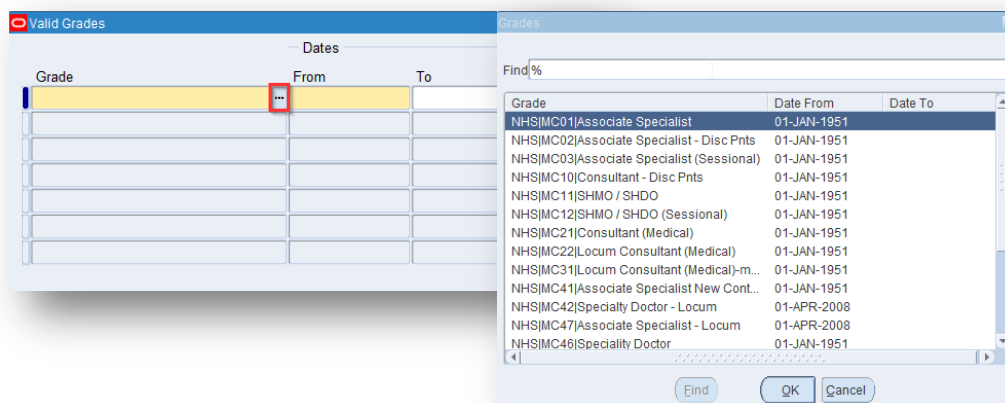 Valid Grades
Dates
Grade From To
...
Grades
Find %
Grade Date From Date To
NHS|MC01|Associate Specialist 01-JAN-1951
NHS|MC02|Associate Specialist - Disc Pnts 01-JAN-1951
NHS|MC03|Associate Specialist (Sessional) 01-JAN-1951
NHS|MC10|Consultant - Disc Pnts 01-JAN-1951
NHS|MC11|SHMO / SHDO 01-JAN-1951
NHS|MC12|SHMO / SHDO (Sessional) 01-JAN-1951
NHS|MC21|Consultant (Medical) 01-JAN-1951
NHS|MC22|Locum Consultant (Medical) 01-JAN-1951
NHS|MC31|Locum Consultant (Medical)-m... 01-JAN-1951
NHS|MC41|Associate Specialist New Cont... 01-JAN-1951
NHS|MC42|Specialty Doctor - Locum 01-APR-2008
NHS|MC47|Associate Specialist - Locum 01-APR-2008
NHS|MC46|Speciality Doctor 01-JAN-1951
Find OK Cancel